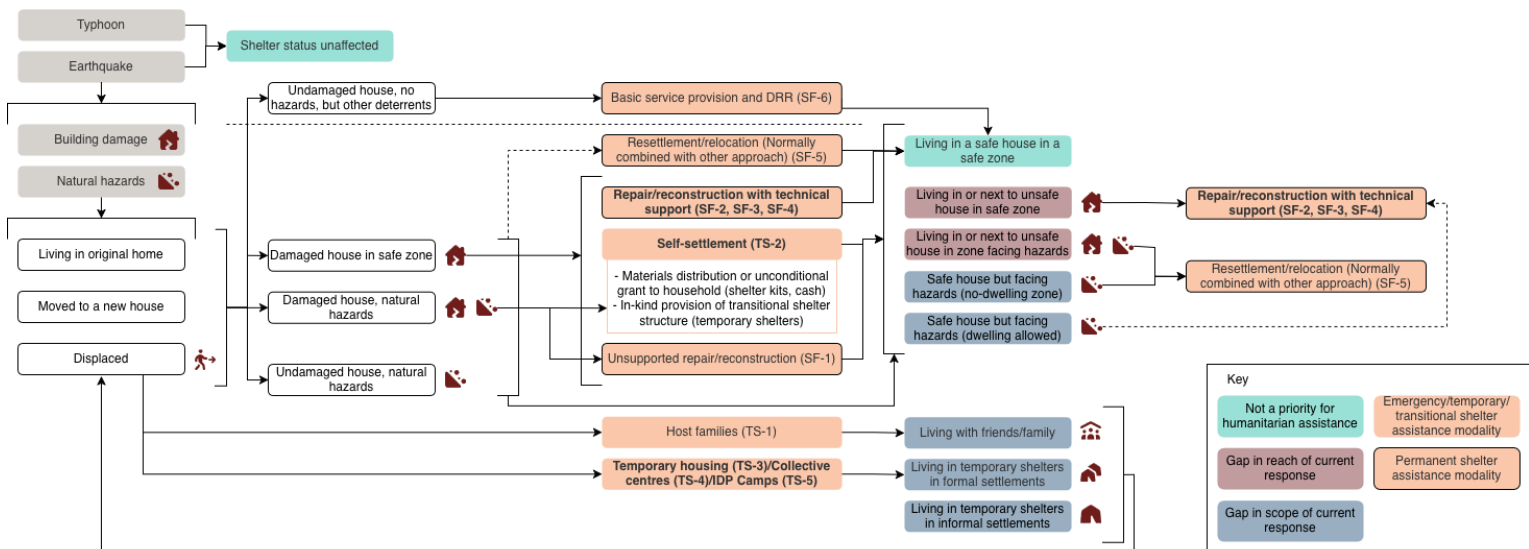 Typhoon
Earthquake
Shelter status unaffected
Building damage
Natural hazards
Living in original home
Moved to a new house
Displaced
Undamaged house, no
hazards, but other deterrents
Damaged house in safe zone
Damaged house, natural
hazards
Undamaged house, natural
hazards
Basic service provision and DRR (SF-6)
Resettlement/relocation (Normally
combined with other approach) (SF-5)
Repair/reconstruction with technical
support (SF-2, SF-3, SF-4)
Self-settlement (TS-2)
- Materials distribution or unconditional
grant to household (shelter kits, cash)
- In-kind provision of transitional shelter
structure (temporary shelters)
Unsupported repair/reconstruction (SF-1)
Host families (TS-1)
Temporary housing (TS-3)/Collective
centres (TS-4)/IDP Camps (TS-5)
Living in a safe house in a
safe zone
Living in or next to unsafe
house in safe zone
Living in or next to unsafe
house in zone facing hazards
Safe house but facing
hazards (no-dwelling zone)
Safe house but facing
hazards (dwelling allowed)
Living with friends/family
Living in temporary shelters
in formal settlements
Living in temporary shelters
in informal settlements
Repair/reconstruction with technical
support (SF-2, SF-3, SF-4)
Resettlement/relocation (Normally
combined with other approach) (SF-5)
Key
Not a priority for
humanitarian assistance
Emergency/temporary/
transitional shelter
assistance modality
Gap in reach of current
response
Permanent shelter
assistance modality
Gap in scope of current
response